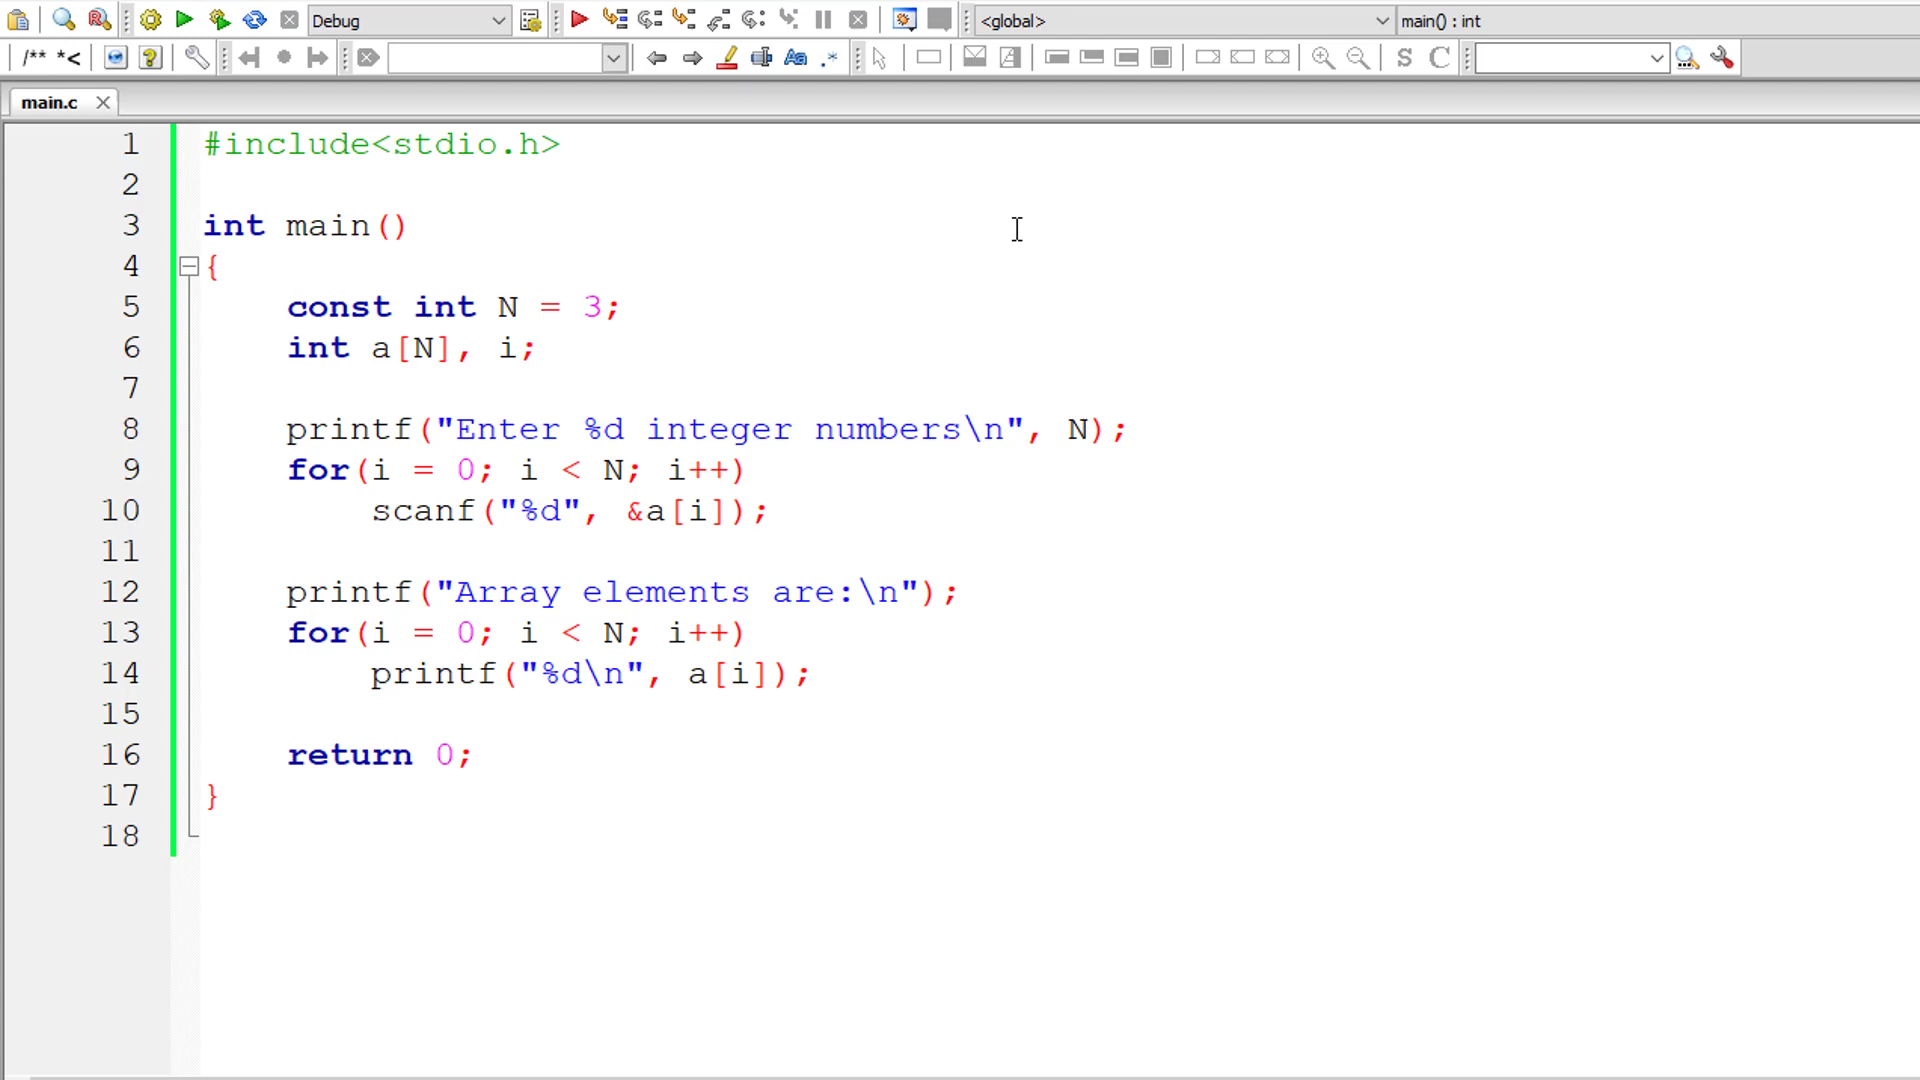 Debug <global> main() : int
/** *<
main.c
1 #include<stdio.h>
2
3 int main()
4 {
5 const int N = 3;
6 int a[N], i;
7
8 printf("Enter %d integer numbers\n", N);
9 for(i = 0; i < N; i++)
10 scanf("%d", &a[i]);
11
12 printf("Array elements are:\n");
13 for(i = 0; i < N; i++)
14 printf("%d\n", a[i]);
15
16 return 0;
17 }
18